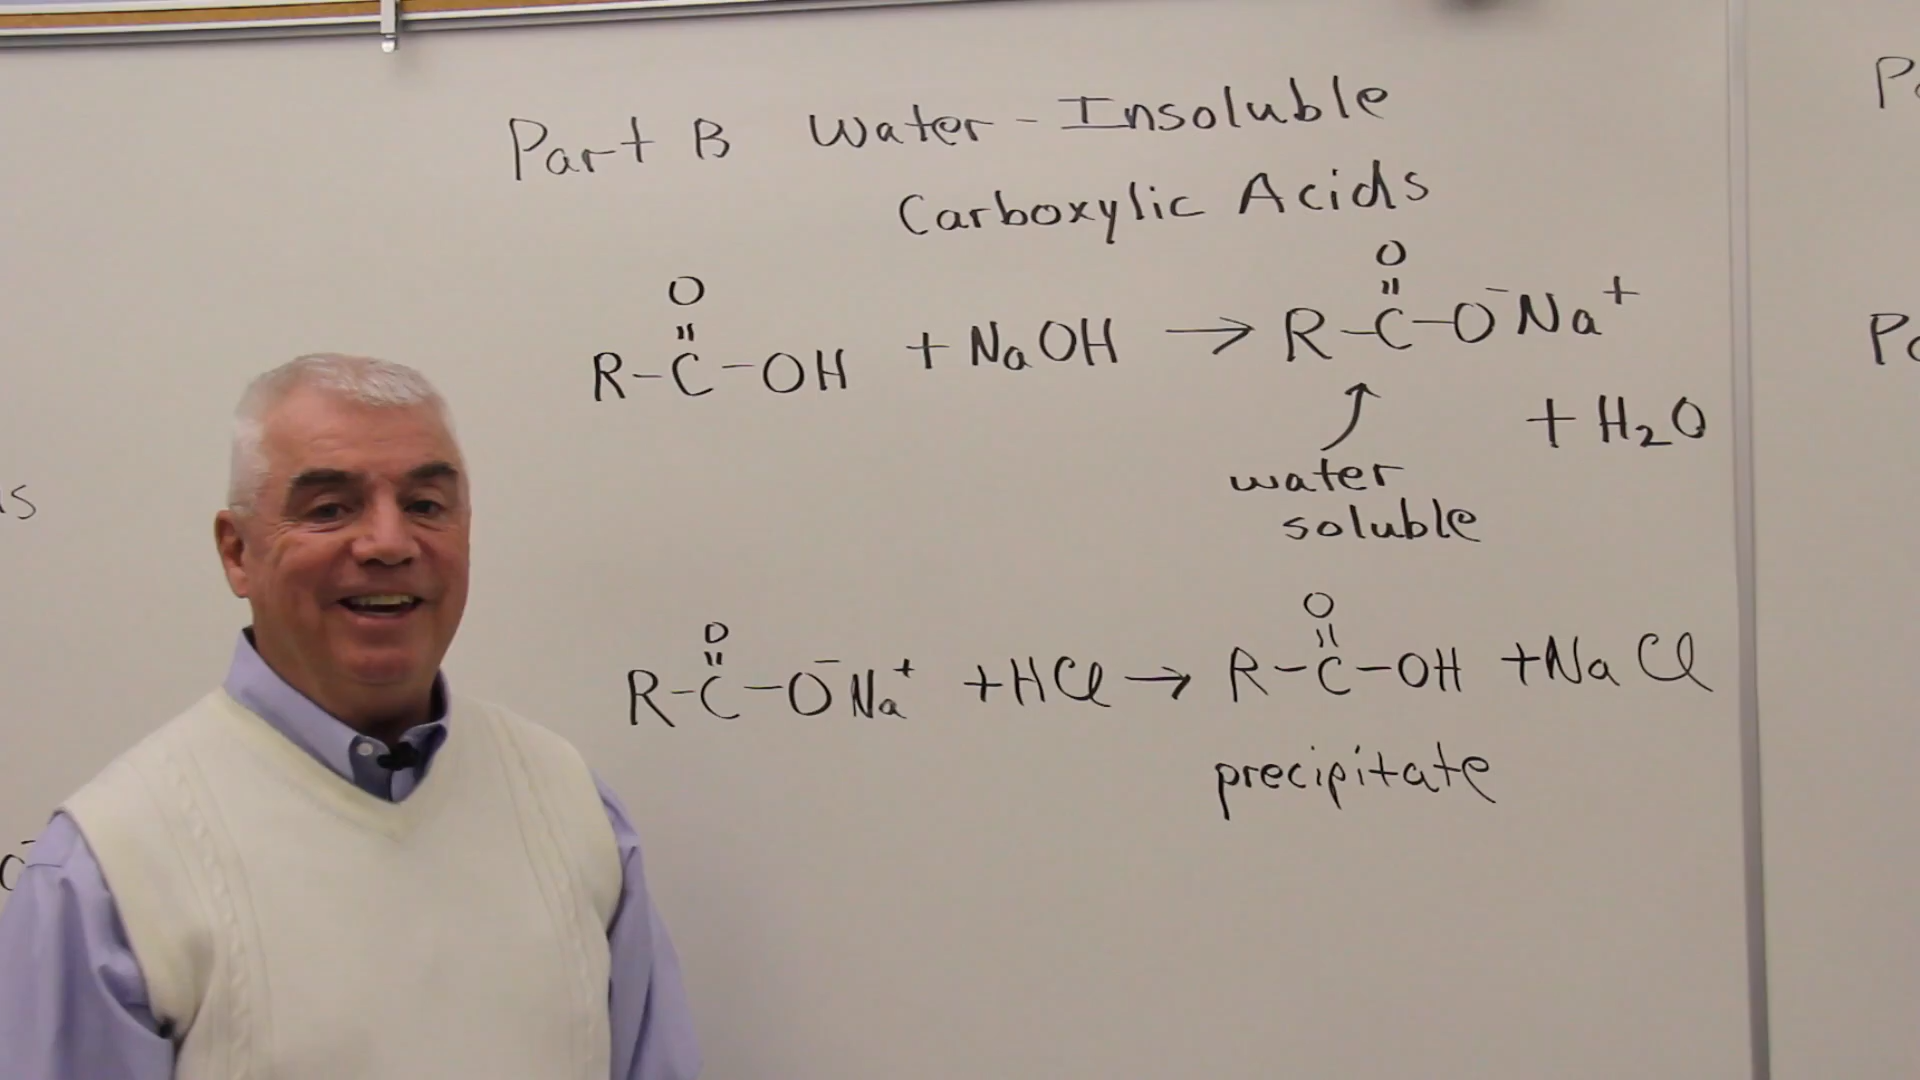 Part B Water-Insoluble
Carboxylic Acids
O
"
R-C-OH + NaOH →
O
"
R-C-O⁻Na⁺
+ H₂O
water
soluble
O
"
R-C-O⁻Na⁺ + HCl →
O
"
R-C-OH + NaCl
precipitate